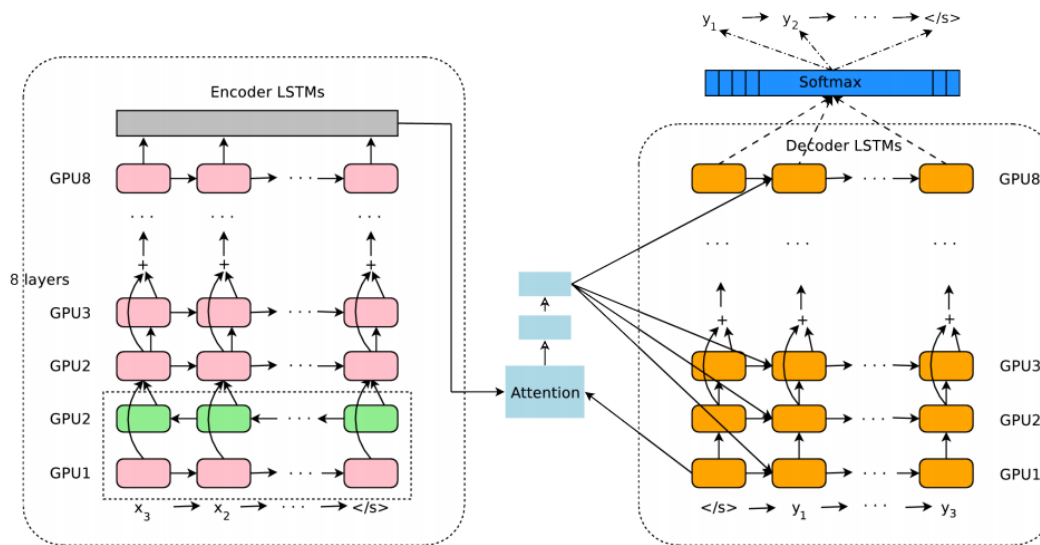 y1 y2 . . . </s>
Softmax
Encoder LSTMs
Decoder LSTMs
GPU8 . . .
. . . GPU8
. . . . . . . . .
. . . . . . . . .
+ + +
8 layers
GPU3 . . .
+ + +
GPU2 . . .
. . . GPU3
Attention
GPU2 . . .
. . . GPU2
GPU1 . . .
. . . GPU1
x3 x2 . . . </s>
</s> y1 . . . y3